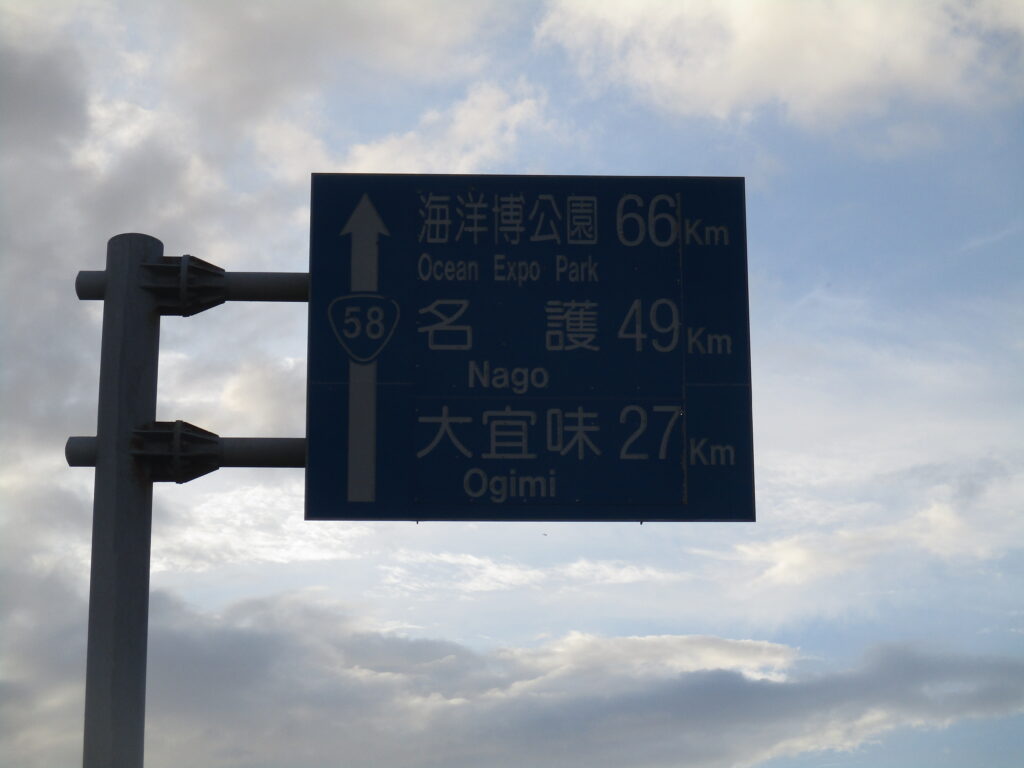 海洋博公園 66Km
Ocean Expo Park
58
名護 49Km
Nago
大宜味 27Km
Ogimi